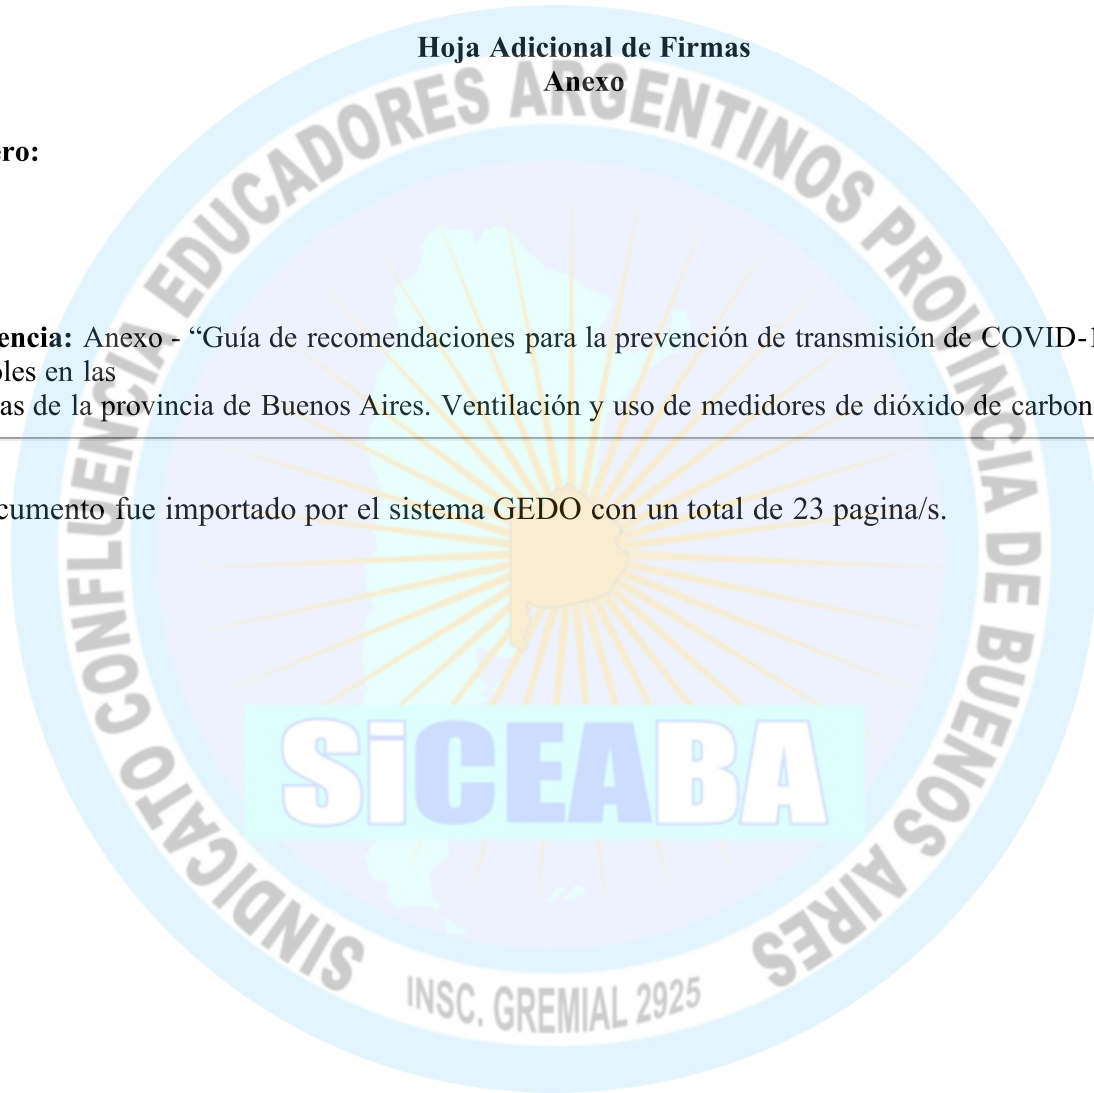 Hoja Adicional de Firmas
Anexo
ero:
encia: Anexo - “Guía de recomendaciones para la prevención de transmisión de COVID-1
bles en las
as de la provincia de Buenos Aires. Ventilación y uso de medidores de dióxido de carbon
cumento fue importado por el sistema GEDO con un total de 23 pagina/s.
SINDICATO CONFLUENCIA EDUCADORES ARGENTINOS PROVINCIA DE BUENOS AIRES
SiCEABA
INSC. GREMIAL 2925